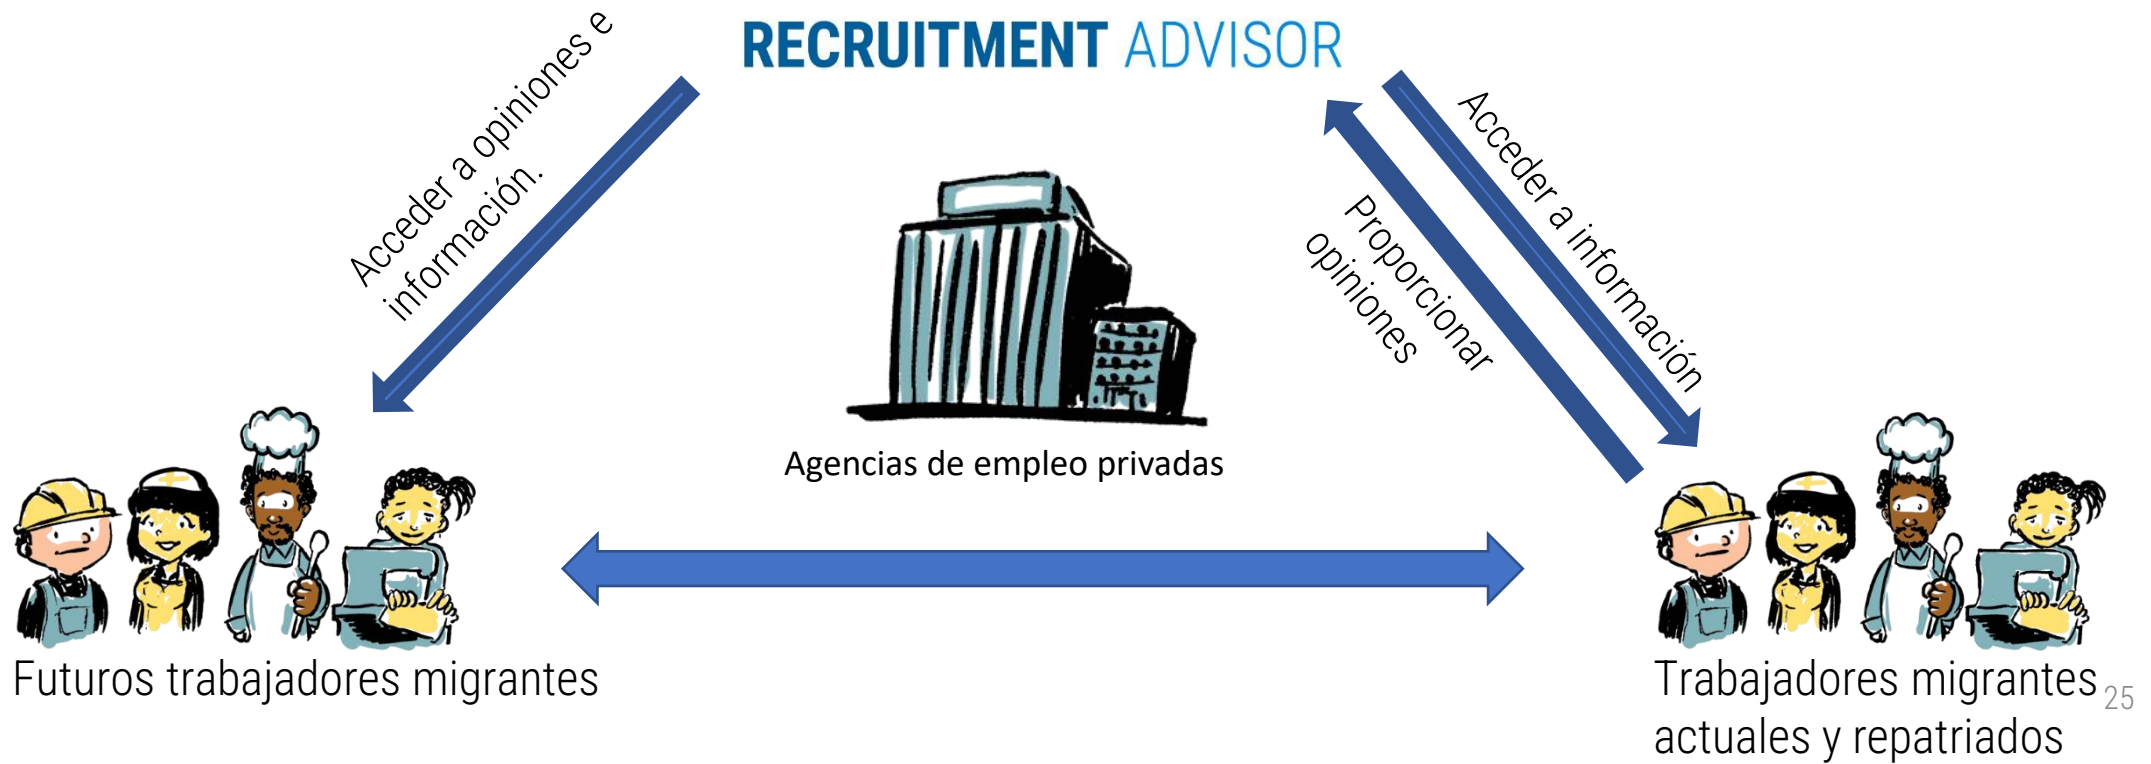 RECRUITMENT ADVISOR
Acceder a opiniones e
información.
Proporcionar
opiniones
Acceder a información
Agencias de empleo privadas
Futuros trabajadores migrantes
Trabajadores migrantes
actuales y repatriados
25